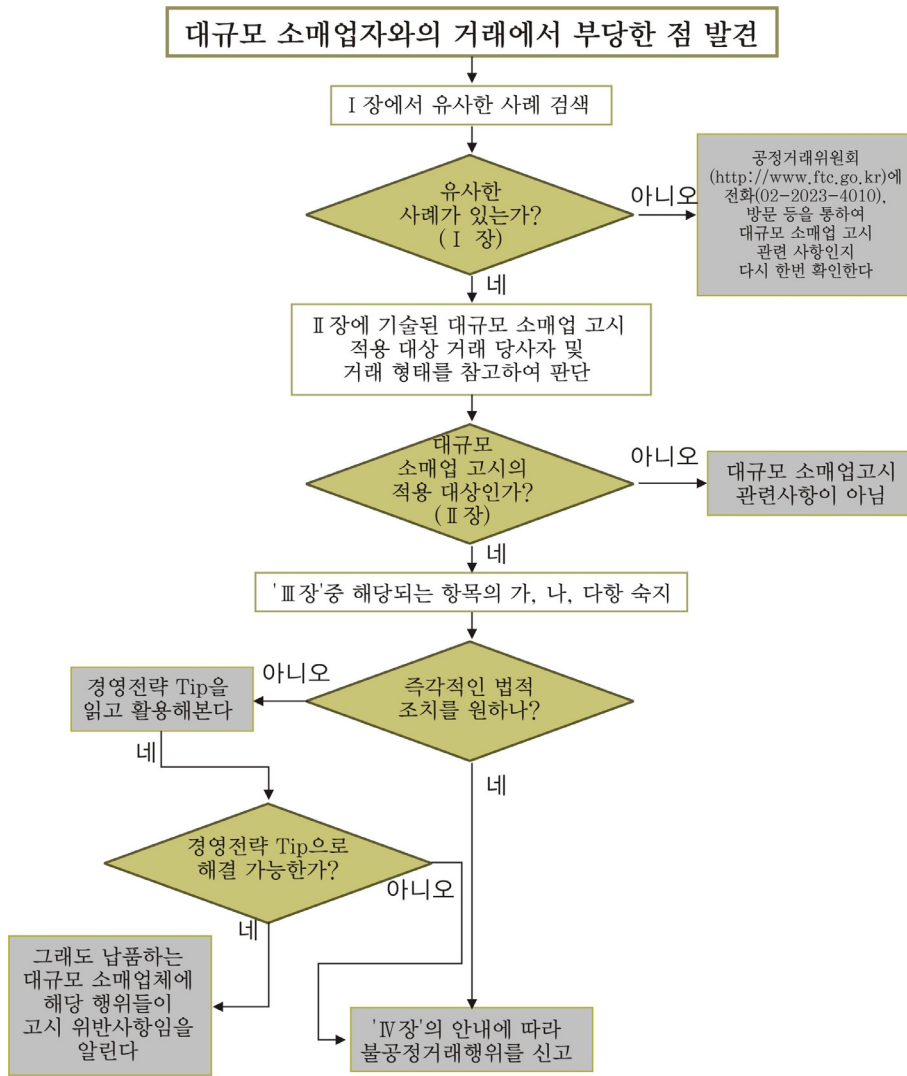 대규모 소매업자와의 거래에서 부당한 점 발견
Ⅰ장에서 유사한 사례 검색
유사한
사례가 있는가?
(Ⅰ 장)
아니오
공정거래위원회
(http://www.ftc.go.kr)에
전화(02-2023-4010),
방문 등을 통하여
대규모 소매업 고시
관련 사항인지
다시 한번 확인한다
네
Ⅱ장에 기술된 대규모 소매업 고시
적용 대상 거래 당사자 및
거래 형태를 참고하여 판단
대규모
소매업 고시의
적용 대상인가?
(Ⅱ장)
아니오
대규모 소매업고시
관련사항이 아님
네
'Ⅲ장'중 해당되는 항목의 가, 나, 다항 숙지
즉각적인 법적
조치를 원하나?
아니오
경영전략 Tip을
읽고 활용해본다
네
네
경영전략 Tip으로
해결 가능한가?
아니오
네
그래도 납품하는
대규모 소매업체에
해당 행위들이
고시 위반사항임을
알린다
'Ⅳ장'의 안내에 따라
불공정거래행위를 신고